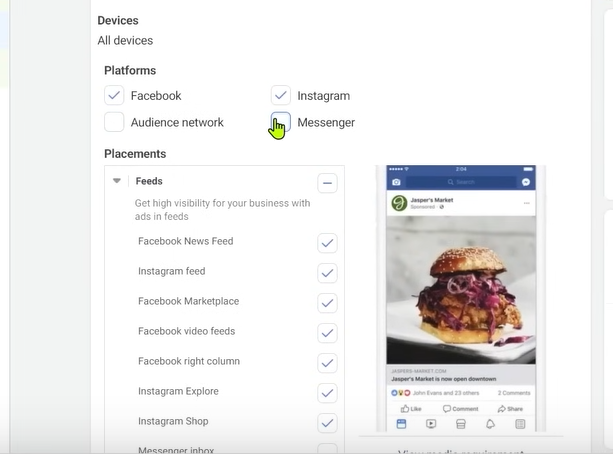 Devices
All devices
Platforms
Facebook
Instagram
Audience network
Messenger
Placements
Feeds
Get high visibility for your business with
ads in feeds
Facebook News Feed
Instagram feed
Facebook Marketplace
Facebook video feeds
Facebook right column
Instagram Explore
Instagram Shop
Messenger inbox
2:04
Search
Jasper's Market
Sponsored
JASPERS-MARKET.COM
Jasper's Market is now open downtown
John Evans and 23 others 2 Comments
Like Comment Share
View media requirement